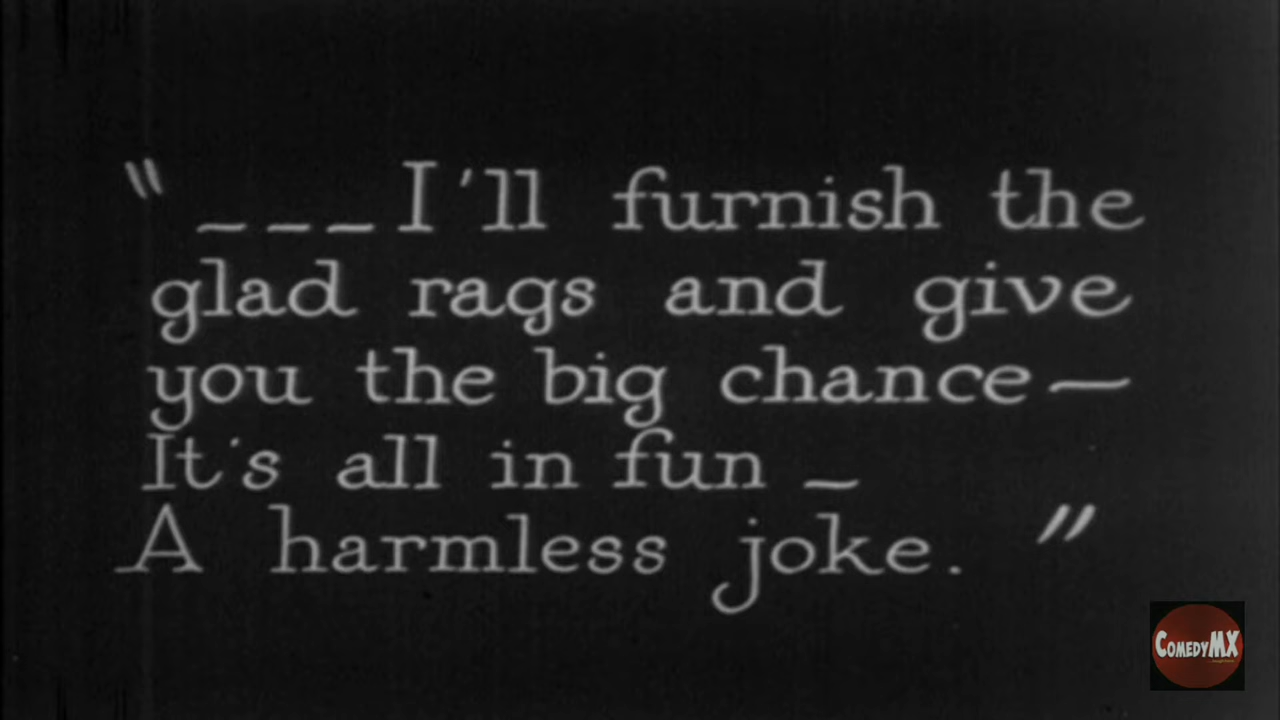 "___I'll furnish the
glad rags and give
you the big chance—
It's all in fun –
A harmless joke."
COMEDYMX